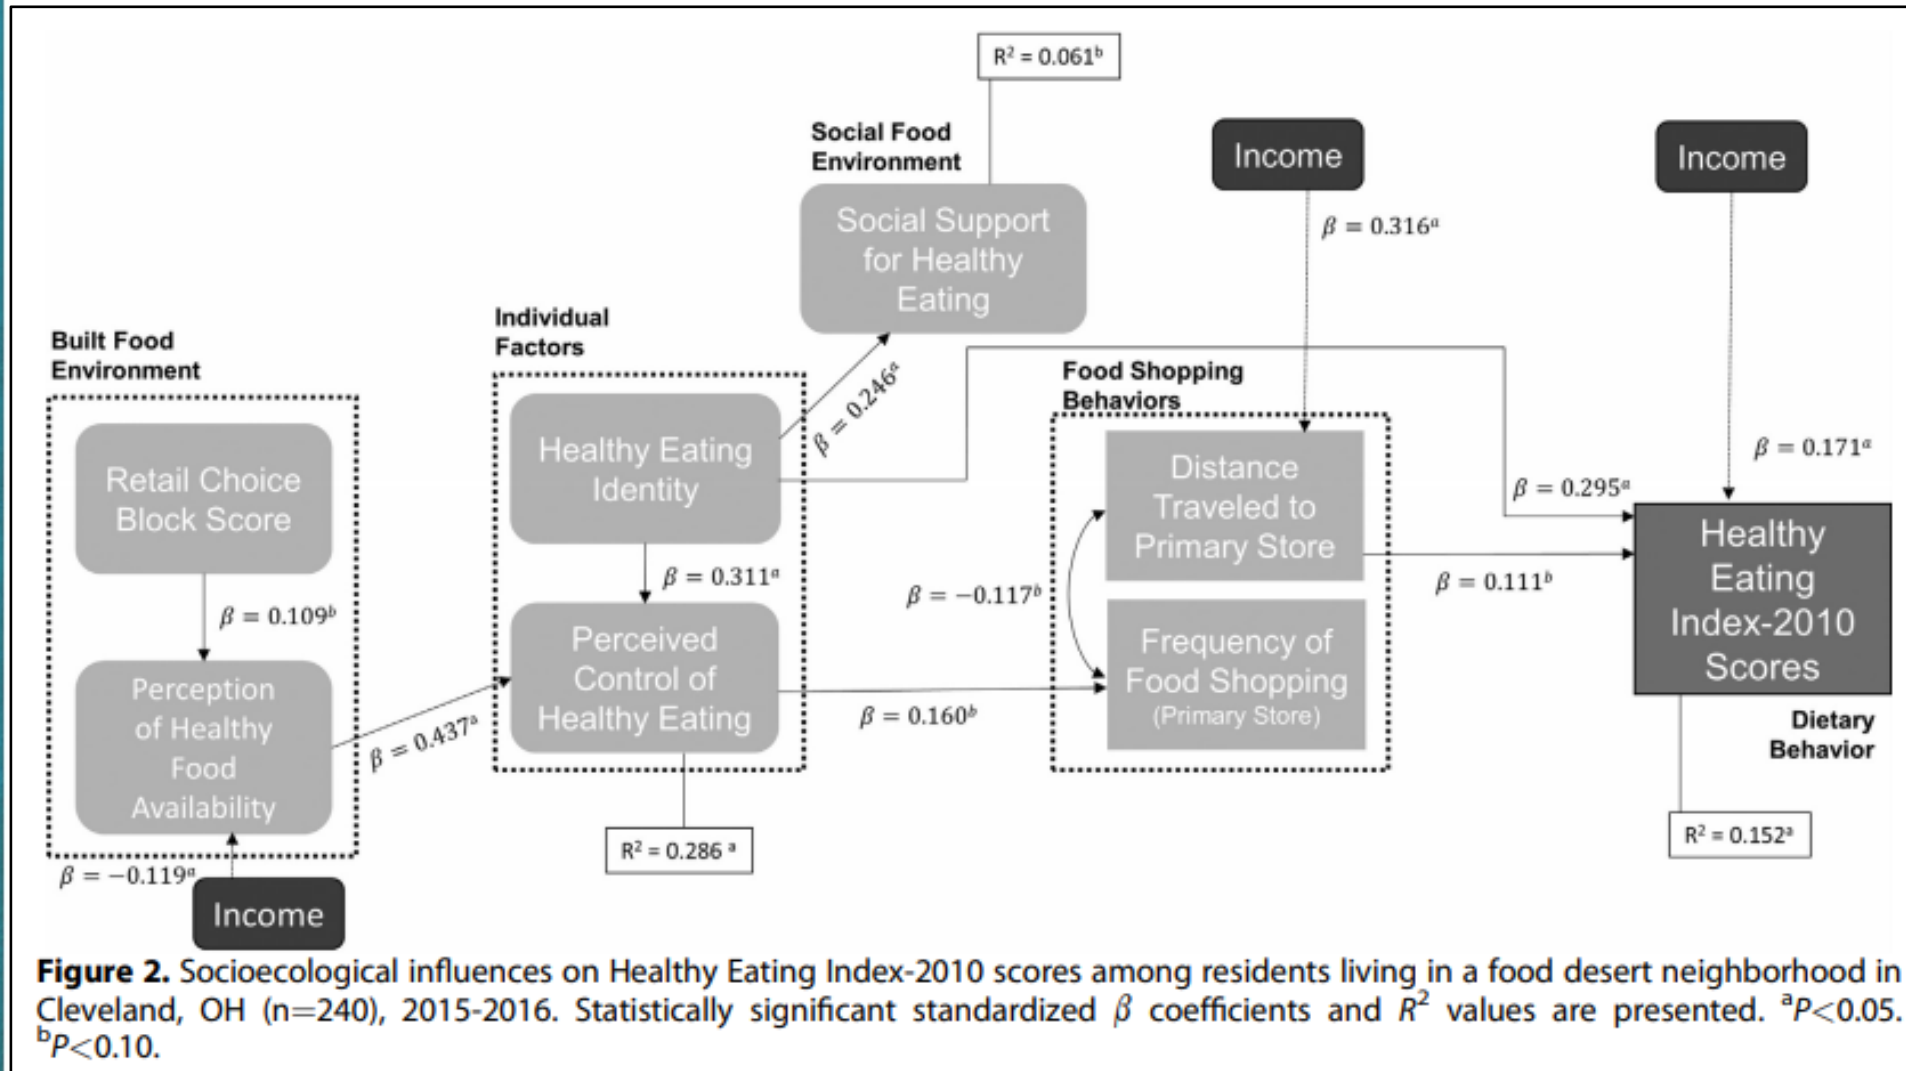 R² = 0.061ᵇ
Social Food
Environment
Income
Income
Social Support
for Healthy
Eating
β = 0.316ᵃ
Built Food
Environment
Individual
Factors
β = 0.246ᵃ
Food Shopping
Behaviors
Retail Choice
Block Score
Healthy Eating
Identity
Distance
Traveled to
Primary Store
β = 0.171ᵃ
β = 0.295ᵃ
β = 0.109ᵇ
β = 0.311ᵃ
β = −0.117ᵇ
β = 0.111ᵇ
Healthy
Eating
Index-2010
Scores
Perception
of Healthy
Food
Availability
β = 0.437ᵃ
Perceived
Control of
Healthy Eating
β = 0.160ᵇ
Frequency of
Food Shopping
(Primary Store)
Dietary
Behavior
R² = 0.286 ᵃ
R² = 0.152ᵃ
β = −0.119ᵃ
Income
Figure 2. Socioecological influences on Healthy Eating Index-2010 scores among residents living in a food desert neighborhood in
Cleveland, OH (n=240), 2015-2016. Statistically significant standardized β coefficients and R² values are presented. ᵃP<0.05.
ᵇP<0.10.